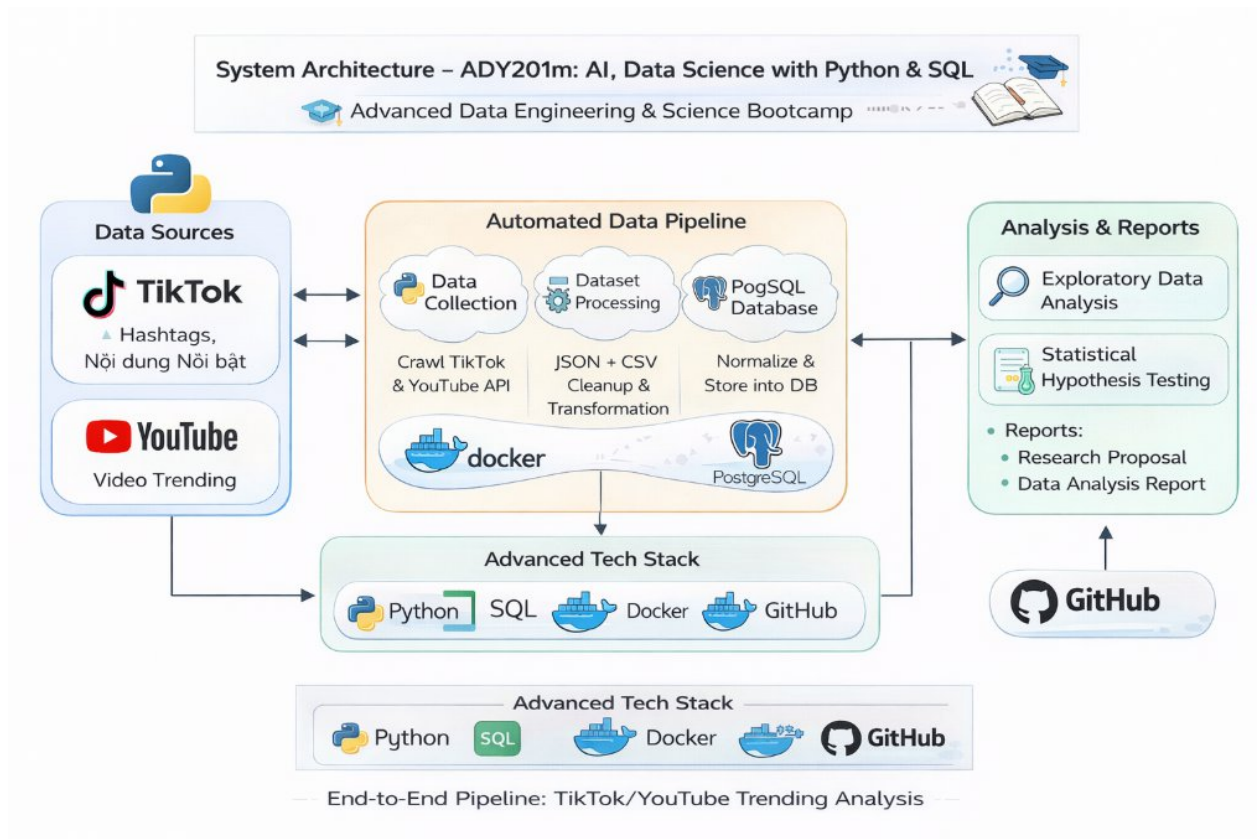 System Architecture – ADY201m: AI, Data Science with Python & SQL
Advanced Data Engineering & Science Bootcamp
Data Sources
TikTok
Hashtags,
Nội dung Nôi bật
YouTube
Video Trending
Automated Data Pipeline
Data
Collection
Crawl TikTok
& YouTube API
Dataset
Processing
JSON + CSV
Cleanup &
Transformation
PogSQL
Database
Normalize &
Store into DB
docker
PostgreSQL
Analysis & Reports
Exploratory Data
Analysis
Statistical
Hypothesis Testing
• Reports:
• Research Proposal
• Data Analysis Report
GitHub
Advanced Tech Stack
Python SQL Docker GitHub
Advanced Tech Stack
Python SQL Docker GitHub
End-to-End Pipeline: TikTok/YouTube Trending Analysis